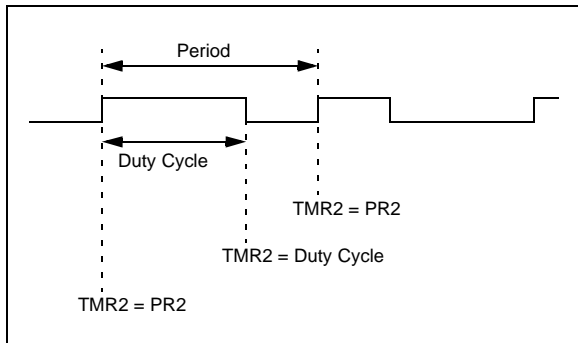 Period
Duty Cycle
TMR2 = PR2
TMR2 = Duty Cycle
TMR2 = PR2